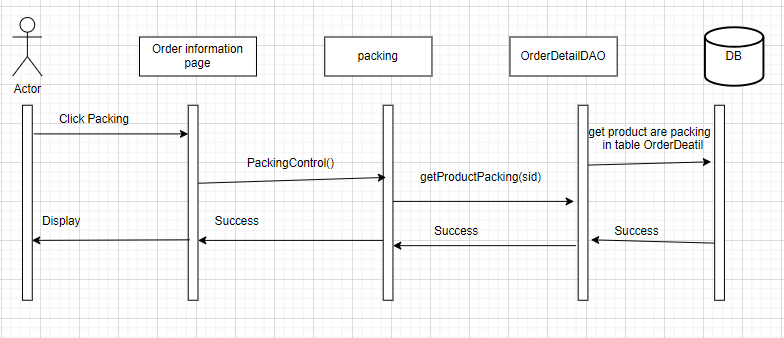 Order information
page
packing
OrderDetailDAO
DB
Actor
Click Packing
get product are packing
in table OrderDeatil
PackingControl()
getProductPacking(sid)
Display
Success
Success
Success